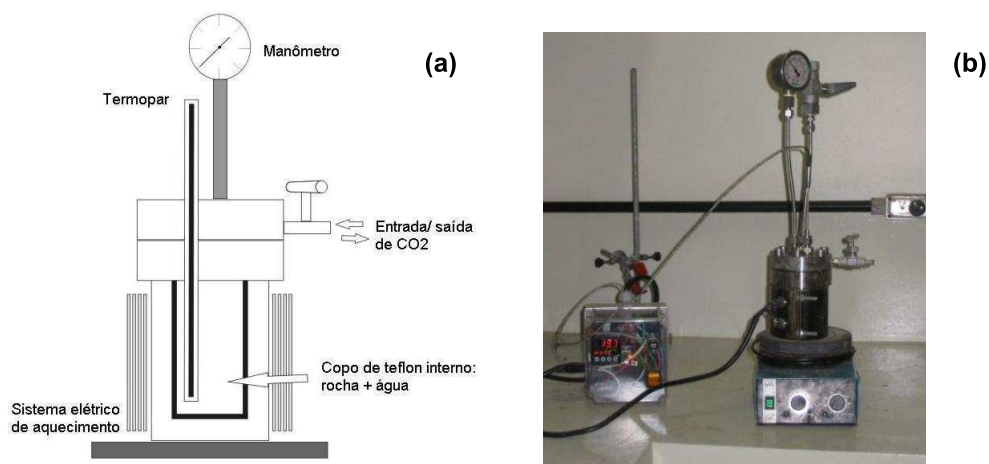 (a)
Manômetro
Termopar
Entrada/ saída
de CO2
Copo de teflon interno:
rocha + água
Sistema elétrico
de aquecimento
(b)